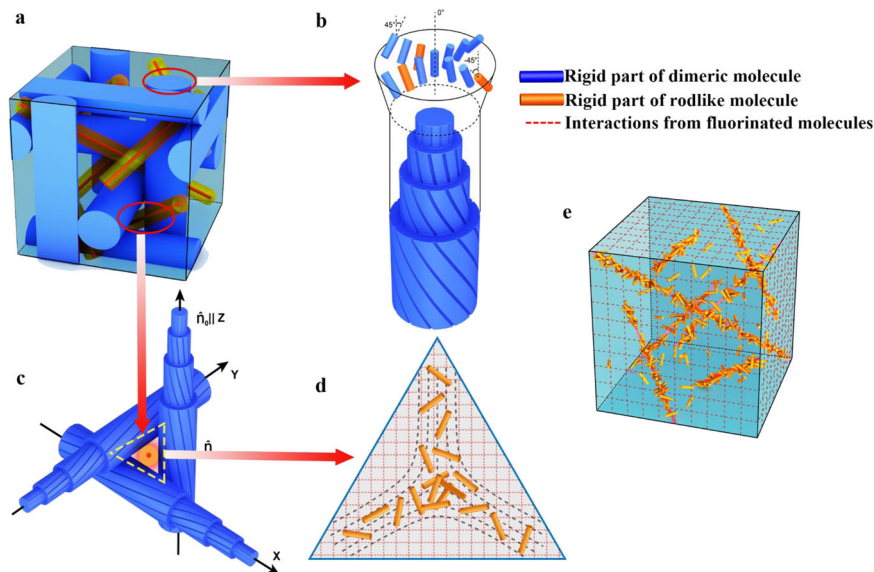 a
b
0°
45°
-45°
Rigid part of dimeric molecule
Rigid part of rodlike molecule
Interactions from fluorinated molecules
e
n̂₀|| Z
c
Y
n̂
X
d